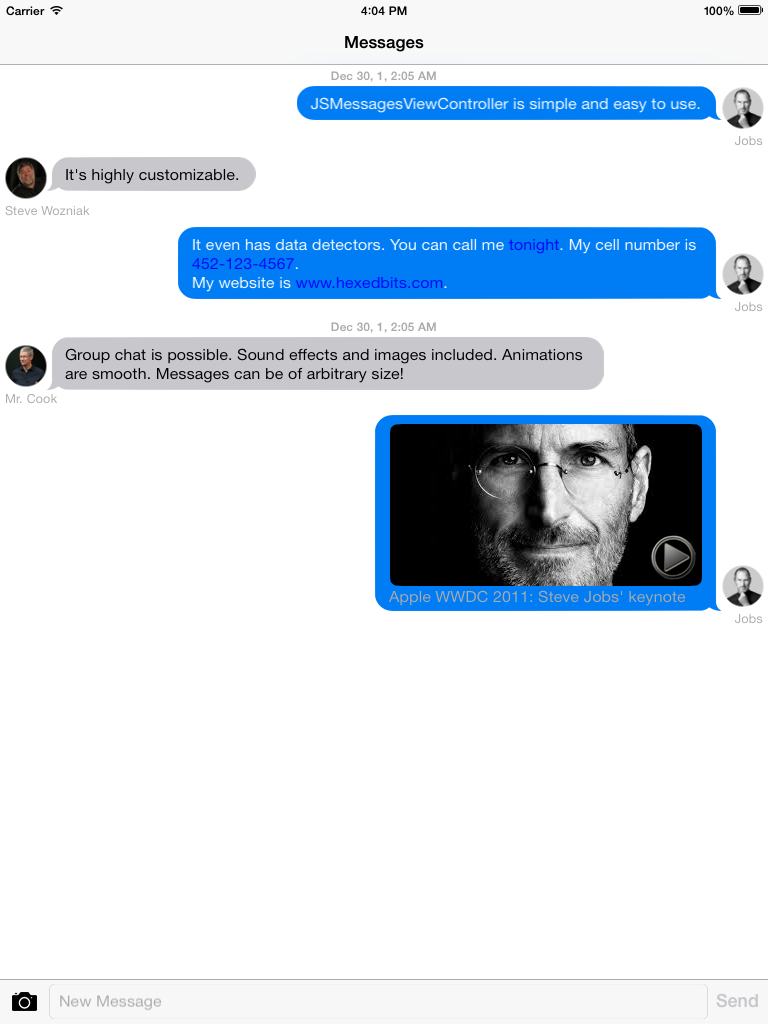 Carrier 4:04 PM 100%
Messages
Dec 30, 1, 2:05 AM
JSMessagesViewController is simple and easy to use.
Jobs
It's highly customizable.
Steve Wozniak
It even has data detectors. You can call me tonight. My cell number is
452-123-4567.
My website is www.hexedbits.com.
Jobs
Dec 30, 1, 2:05 AM
Group chat is possible. Sound effects and images included. Animations
are smooth. Messages can be of arbitrary size!
Mr. Cook
Apple WWDC 2011: Steve Jobs' keynote
Jobs
New Message Send